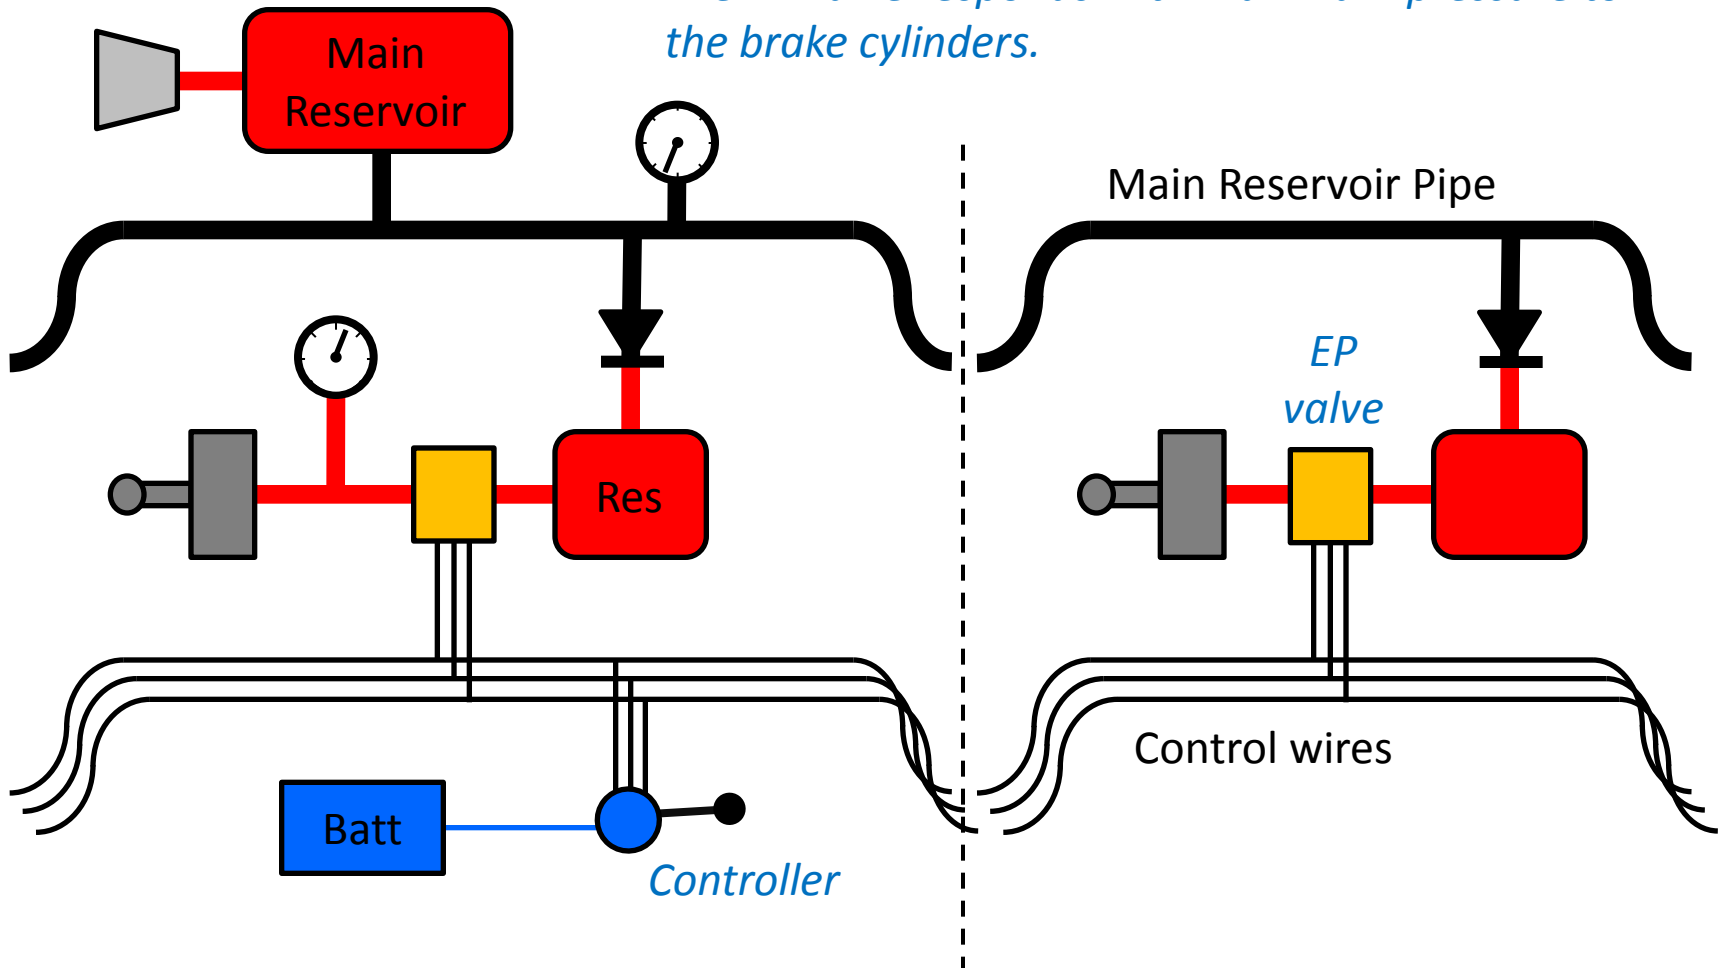 the brake cylinders.
Main
Reservoir
Main Reservoir Pipe
EP
valve
Res
Control wires
Batt
Controller